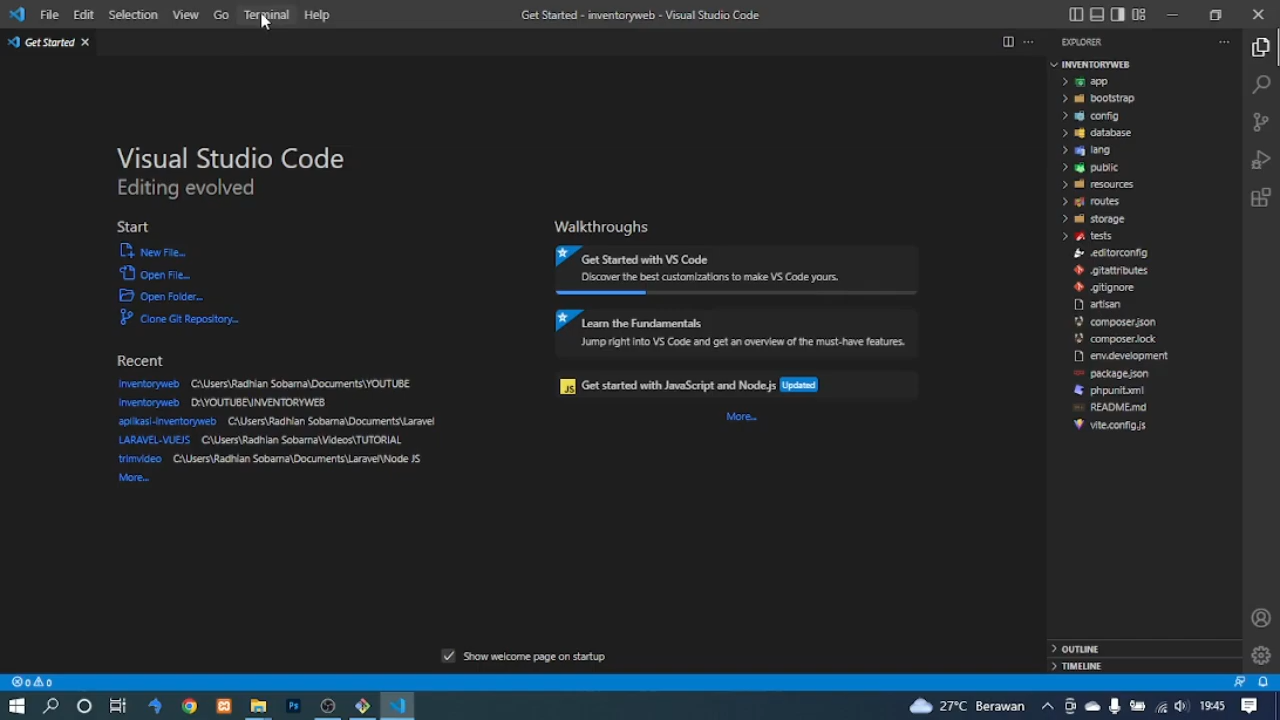 File Edit Selection View Go Terminal Help
Get Started - inventoryweb - Visual Studio Code
Get Started
EXPLORER
INVENTORYWEB
app
bootstrap
config
database
lang
public
resources
routes
storage
tests
.editorconfig
.gitattributes
.gitignore
artisan
composer.json
composer.lock
env.development
package.json
phpunit.xml
README.md
vite.config.js
OUTLINE
TIMELINE
Visual Studio Code
Editing evolved
Start
New File...
Open File...
Open Folder...
Clone Git Repository...
Recent
inventoryweb C:\Users\Radhian Sobarna\Documents\YOUTUBE
inventoryweb D:\YOUTUBE\INVENTORYWEB
aplikasi-inventoryweb C:\Users\Radhian Sobarna\Documents\Laravel
LARAVEL-VUEJS C:\Users\Radhian Sobarna\Videos\TUTORIAL
trimvideo C:\Users\Radhian Sobarna\Documents\Laravel\Node JS
More...
Walkthroughs
Get Started with VS Code
Discover the best customizations to make VS Code yours.
Learn the Fundamentals
Jump right into VS Code and get an overview of the must-have features.
JS Get started with JavaScript and Node.js Updated
More...
Show welcome page on startup
0 0
Ps
27°C Berawan
19:45